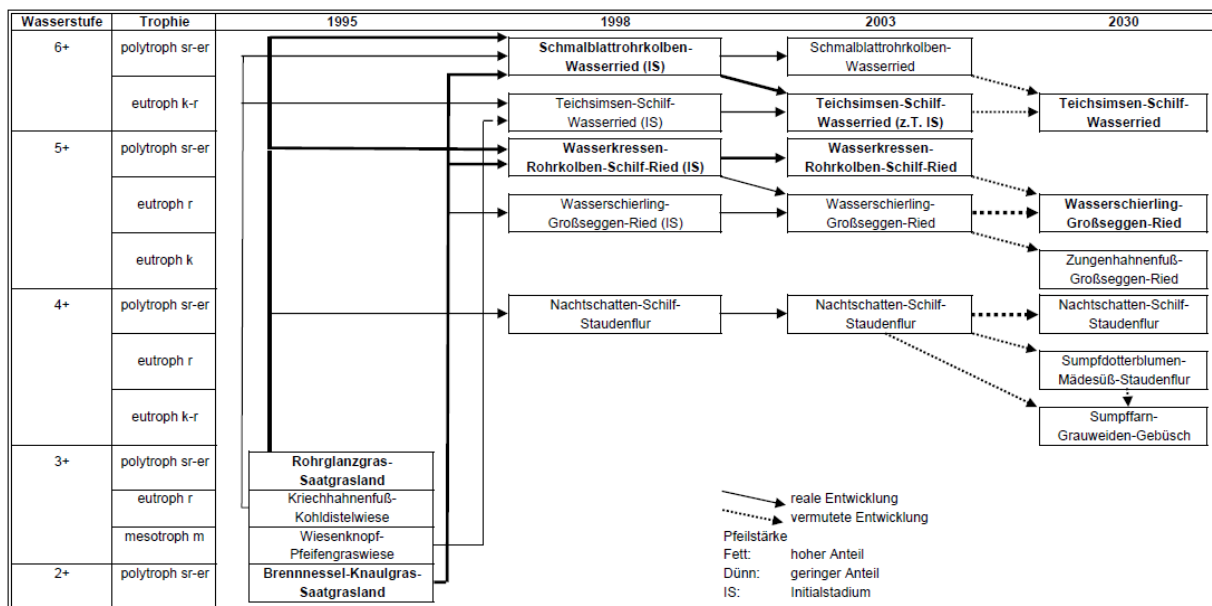 Wasserstufe Trophie 1995 1998 2003 2030
6+ polytroph sr-er Schmalblattrohrkolben- Schmalblattrohrkolben-
Wasserried (IS) Wasserried
eutroph k-r Teichsimsen-Schilf- Teichsimsen-Schilf- Teichsimsen-Schilf-
Wasserried (IS) Wasserried (z.T. IS) Wasserried
5+ polytroph sr-er Wasserkressen- Wasserkressen-
Rohrkolben-Schilf-Ried (IS) Rohrkolben-Schilf-Ried
eutroph r Wasserschierling- Wasserschierling- Wasserschierling-
Großseggen-Ried (IS) Großseggen-Ried Großseggen-Ried
eutroph k Zungenhahnenfuß-
Großseggen-Ried
4+ polytroph sr-er Nachtschatten-Schilf- Nachtschatten-Schilf- Nachtschatten-Schilf-
Staudenflur Staudenflur Staudenflur
eutroph r Sumpfdotterblumen-
Mädesüß-Staudenflur
eutroph k-r Sumpffarn-
Grauweiden-Gebüsch
3+ polytroph sr-er Rohrglanzgras-
Saatgrasland
eutroph r Kriechhahnenfuß- reale Entwicklung
Kohldistelwiese vermutete Entwicklung
mesotroph m Wiesenknopf- Pfeilstärke
Pfeifengraswiese Fett: hoher Anteil
2+ polytroph sr-er Brennnessel-Knaulgras- Dünn: geringer Anteil
Saatgrasland IS: Initialstadium